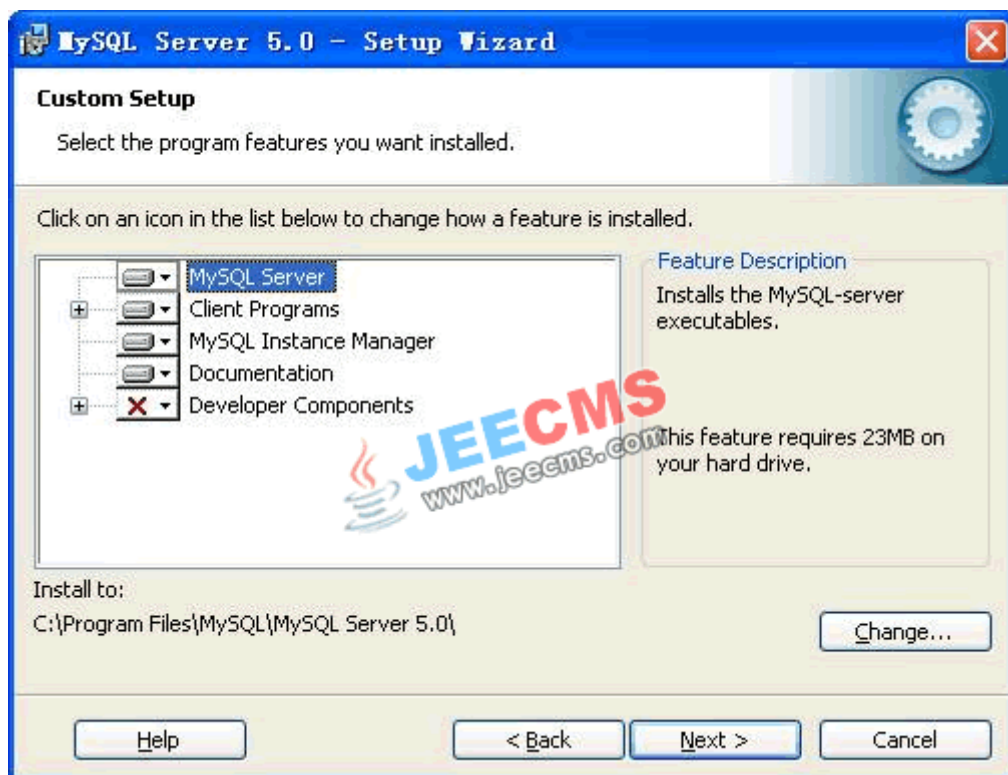 MySQL Server 5.0 - Setup Wizard
Custom Setup
Select the program features you want installed.
Click on an icon in the list below to change how a feature is installed.
MySQL Server
Client Programs
MySQL Instance Manager
Documentation
Developer Components
Feature Description
Installs the MySQL-server
executables.
This feature requires 23MB on
your hard drive.
JEECMS
www.jeecms.com
Install to:
C:\Program Files\MySQL\MySQL Server 5.0\
Change...
Help
< Back
Next >
Cancel